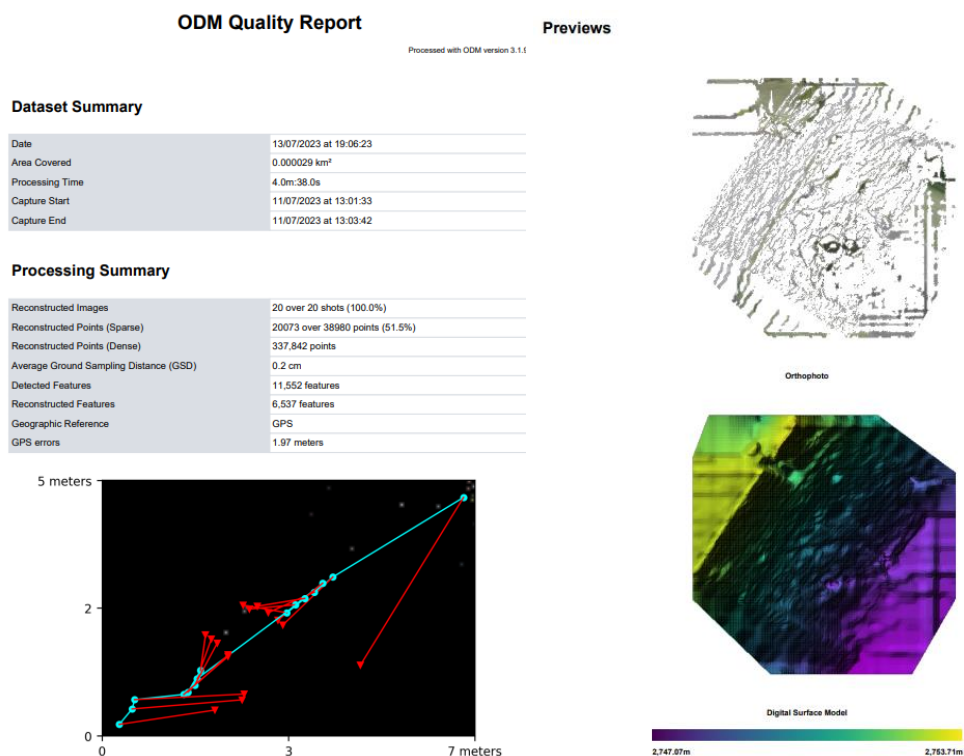 ODM Quality Report
Processed with ODM version 3.1.9
Dataset Summary
Date 13/07/2023 at 19:06:23
Area Covered 0.000029 km²
Processing Time 4.0m:38.0s
Capture Start 11/07/2023 at 13:01:33
Capture End 11/07/2023 at 13:03:42
Processing Summary
Reconstructed Images 20 over 20 shots (100.0%)
Reconstructed Points (Sparse) 20073 over 38980 points (51.5%)
Reconstructed Points (Dense) 337,842 points
Average Ground Sampling Distance (GSD) 0.2 cm
Detected Features 11,552 features
Reconstructed Features 6,537 features
Geographic Reference GPS
GPS errors 1.97 meters
5 meters
2
0
0 3 7 meters
Previews
Orthophoto
Digital Surface Model
2,747.07m 2,753.71m